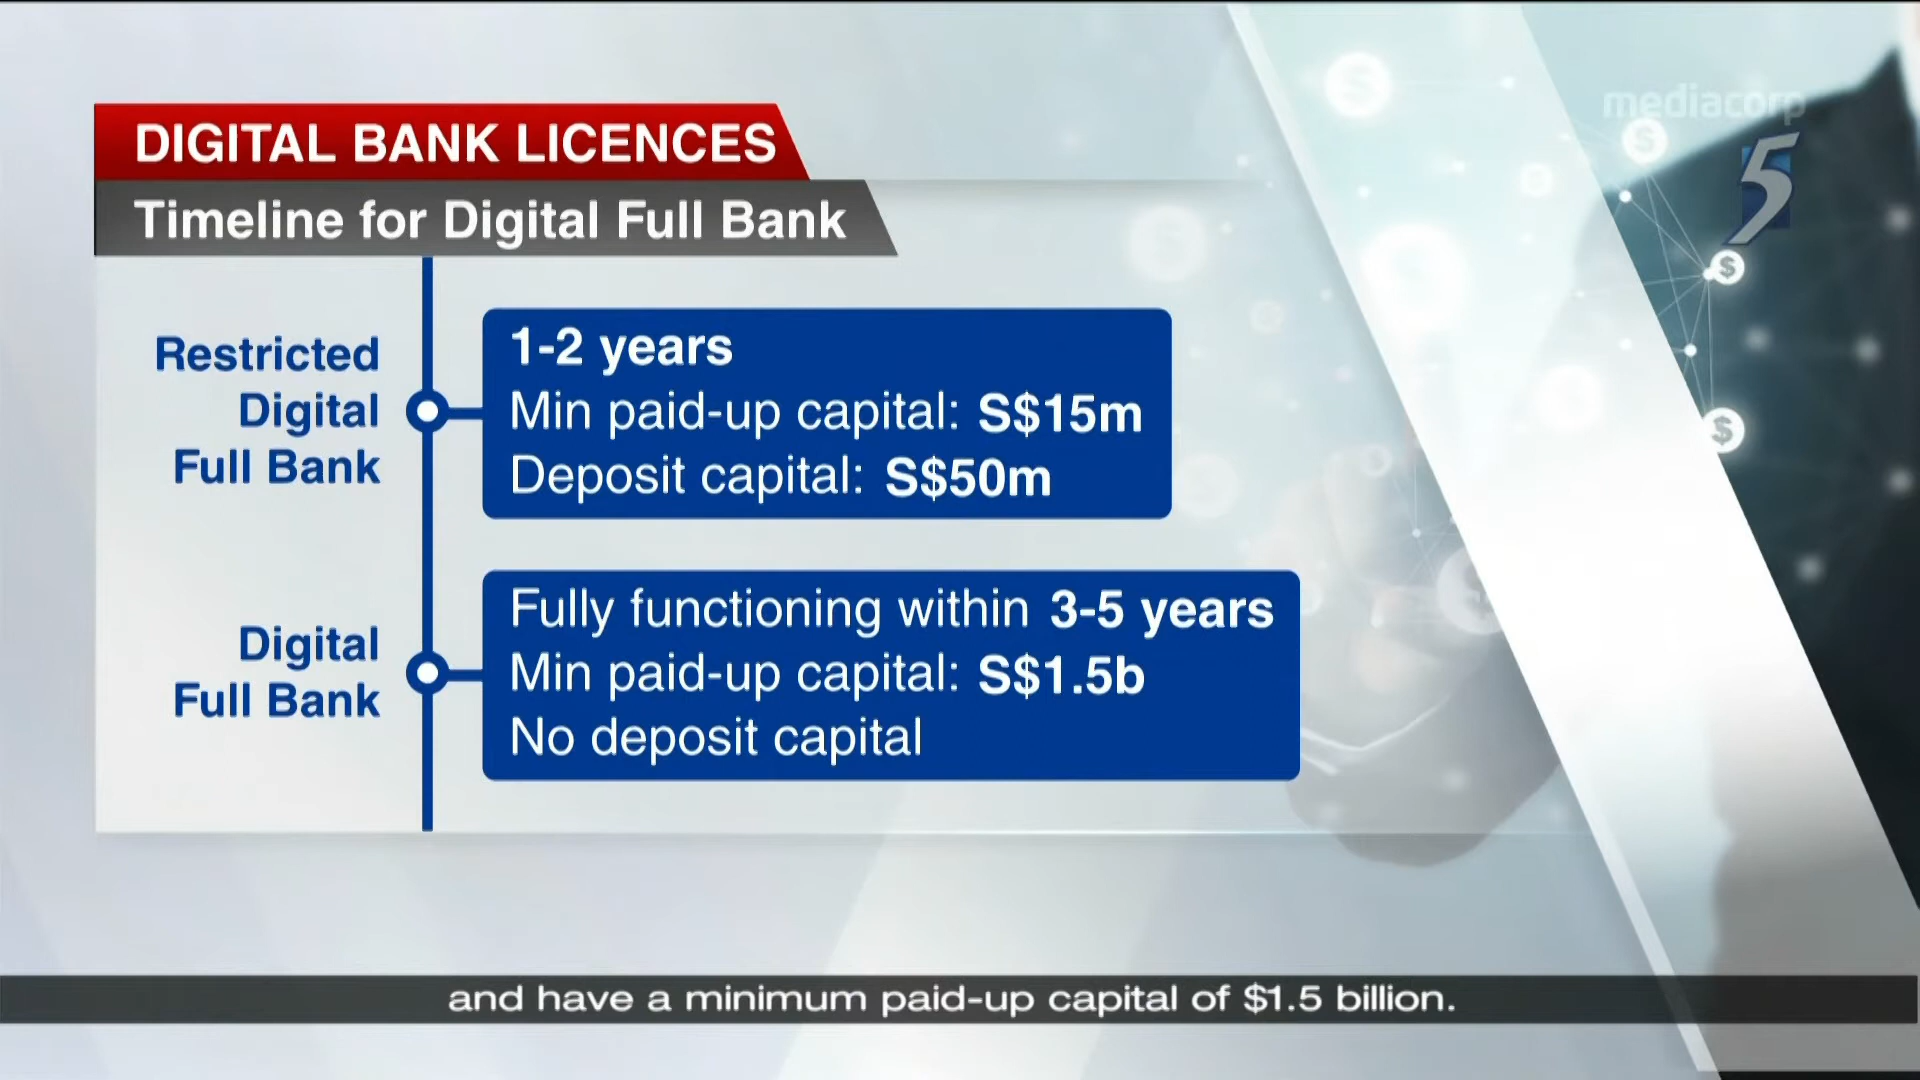 mediacorp
5
DIGITAL BANK LICENCES
Timeline for Digital Full Bank
Restricted
Digital
Full Bank
1-2 years
Min paid-up capital: S$15m
Deposit capital: S$50m
Digital
Full Bank
Fully functioning within 3-5 years
Min paid-up capital: S$1.5b
No deposit capital
and have a minimum paid-up capital of $1.5 billion.